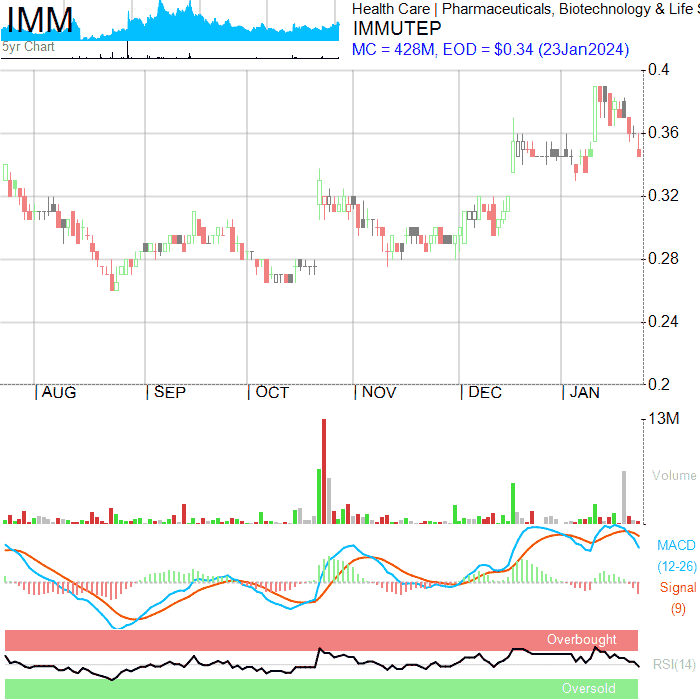 IMM
5yr Chart
Health Care | Pharmaceuticals, Biotechnology & Life S
IMMUTEP
MC = 428M, EOD = $0.34 (23Jan2024)
0.4
0.36
0.32
0.28
0.24
0.2
AUG SEP OCT NOV DEC JAN
13M
Volume
MACD
(12-26)
Signal
(9)
Overbought
RSI(14)
Oversold